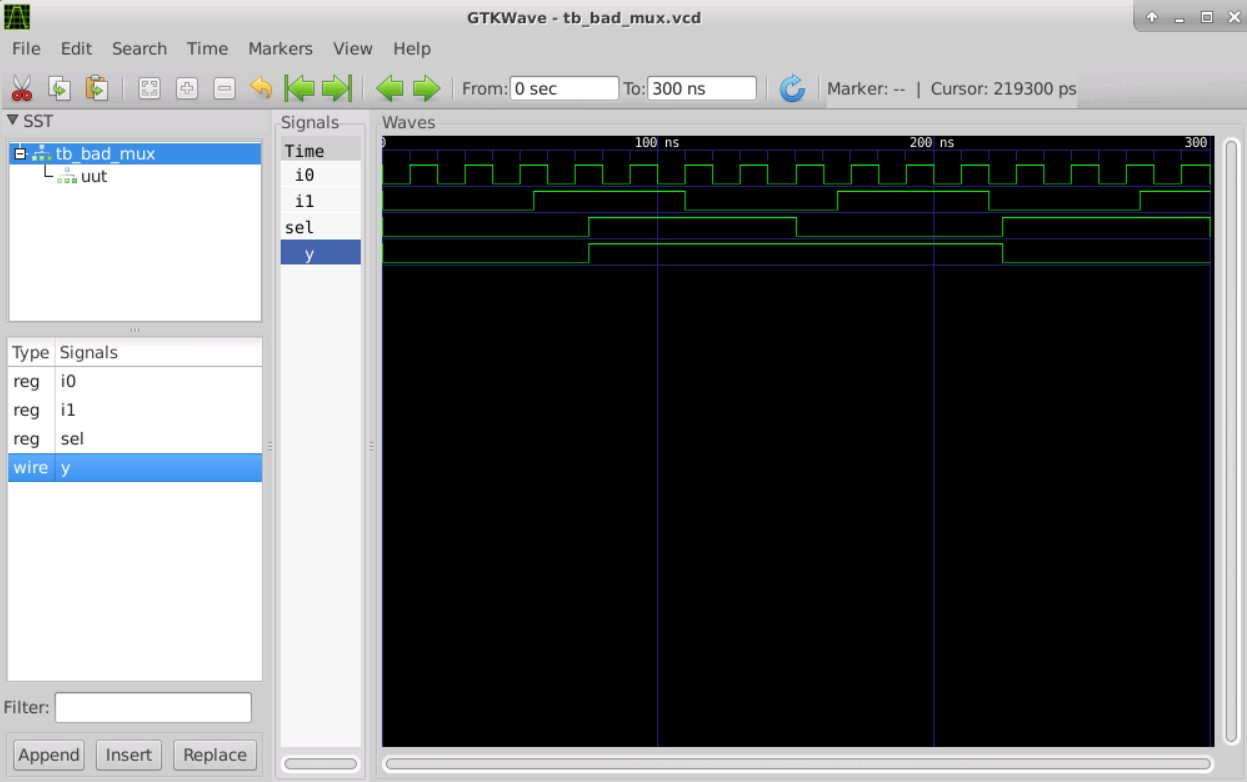 GTKWave - tb_bad_mux.vcd
File Edit Search Time Markers View Help
From: 0 sec To: 300 ns Marker: -- | Cursor: 219300 ps
SST
tb_bad_mux
uut
Type Signals
reg i0
reg i1
reg sel
wire y
Filter:
Append Insert Replace
Signals
Time
i0
i1
sel
y
Waves
0 100 ns 200 ns 300